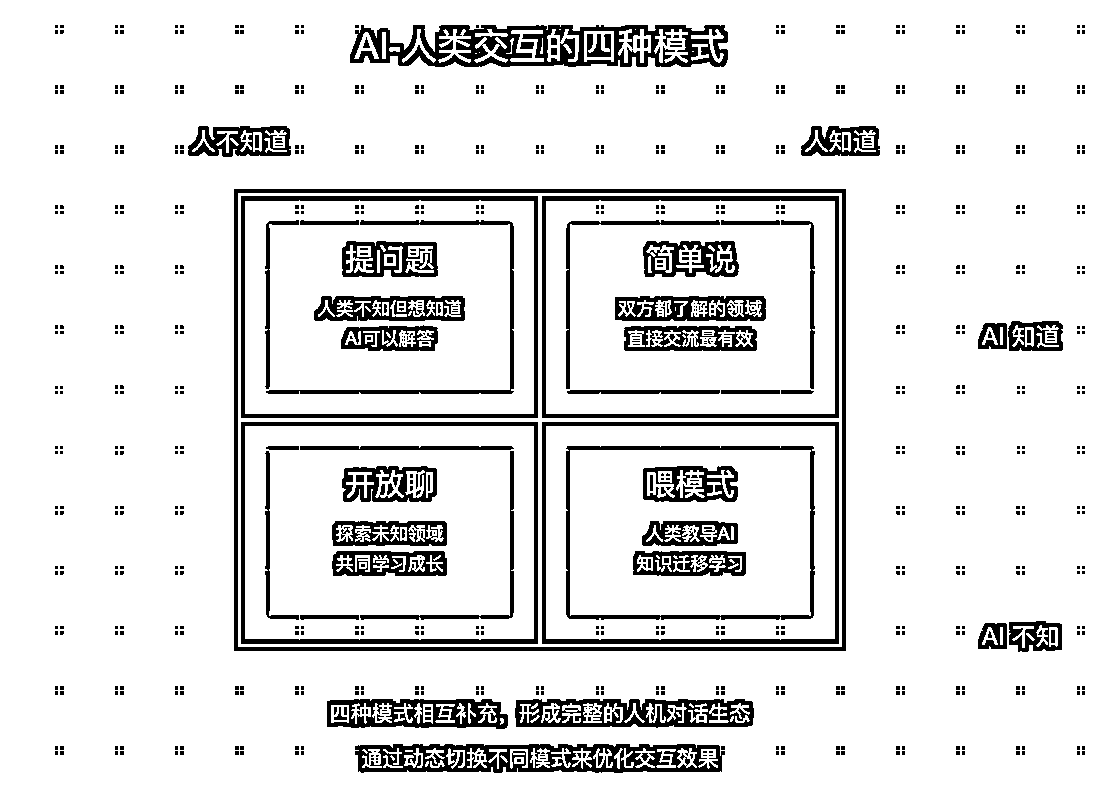 AI-人类交互的四种模式
人不知道
人知道
提问题
人类不知但想知道
AI可以解答
简单说
双方都了解的领域
直接交流最有效
AI 知道
开放聊
探索未知领域
共同学习成长
喂模式
人类教导AI
知识迁移学习
AI 不知
四种模式相互补充，形成完整的人机对话生态
通过动态切换不同模式来优化交互效果